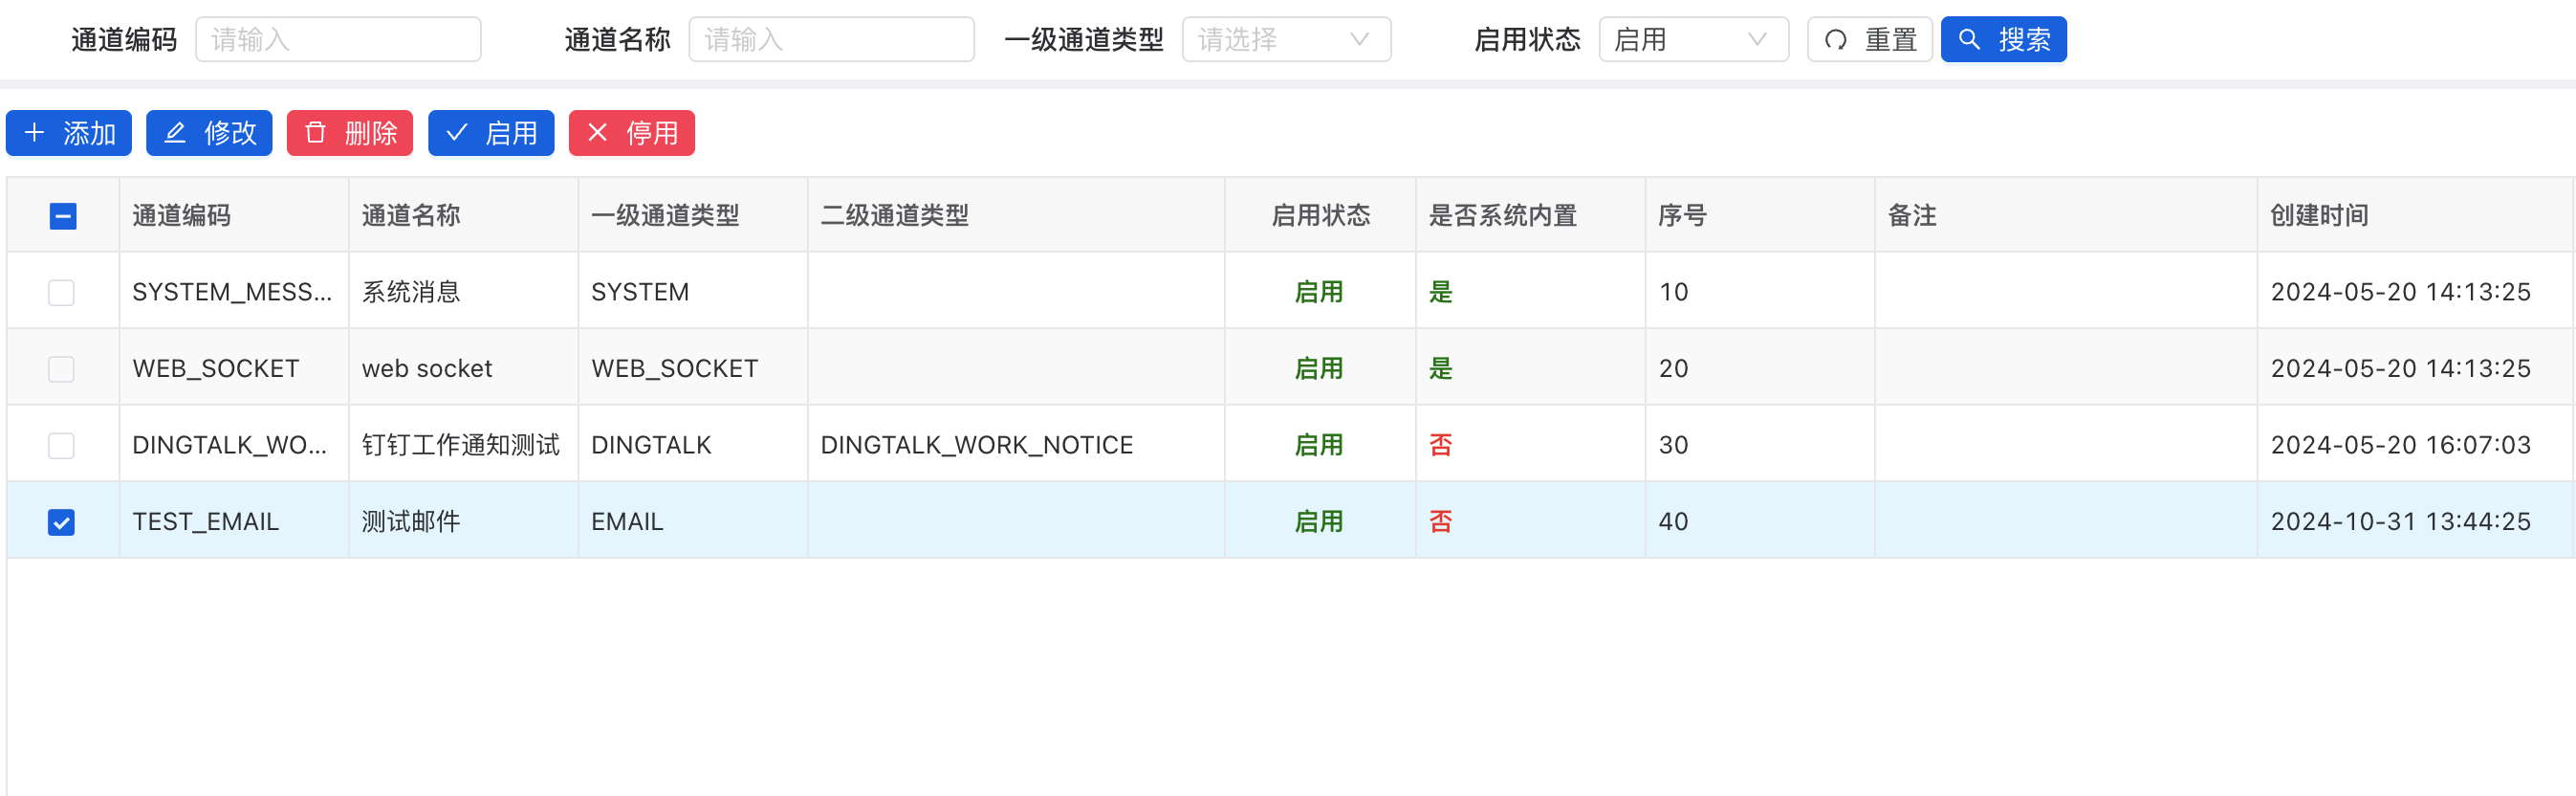 通道编码 请输入 通道名称 请输入 一级通道类型 请选择 启用状态 启用 重置 搜索
添加 修改 删除 启用 停用
通道编码 通道名称 一级通道类型 二级通道类型 启用状态 是否系统内置 序号 备注 创建时间
SYSTEM_MESS... 系统消息 SYSTEM 启用 是 10 2024-05-20 14:13:25
WEB_SOCKET web socket WEB_SOCKET 启用 是 20 2024-05-20 14:13:25
DINGTALK_WO... 钉钉工作通知测试 DINGTALK DINGTALK_WORK_NOTICE 启用 否 30 2024-05-20 16:07:03
TEST_EMAIL 测试邮件 EMAIL 启用 否 40 2024-10-31 13:44:25